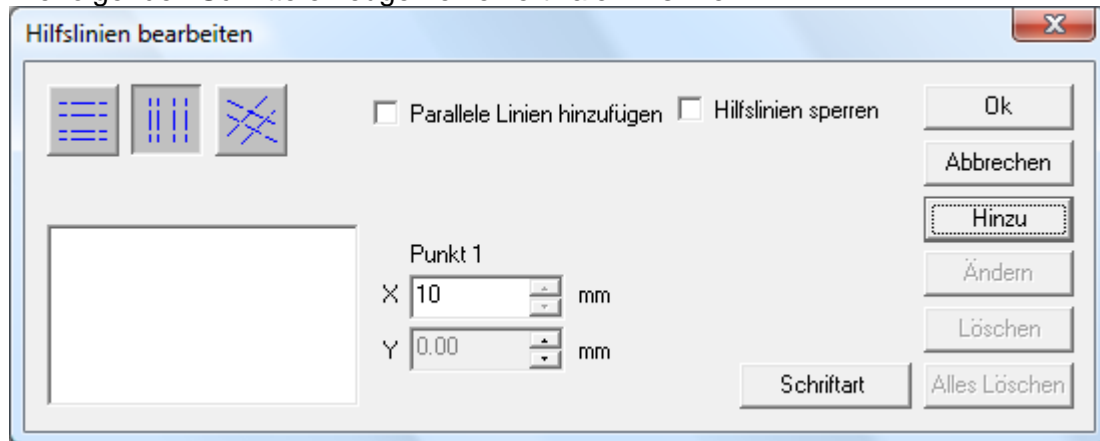 Hilfslinien bearbeiten
Parallele Linien hinzufügen
Hilfslinien sperren
Ok
Abbrechen
Hinzu
Punkt 1
X 10 mm
Ändern
Y 0.00 mm
Löschen
Schriftart
Alles Löschen